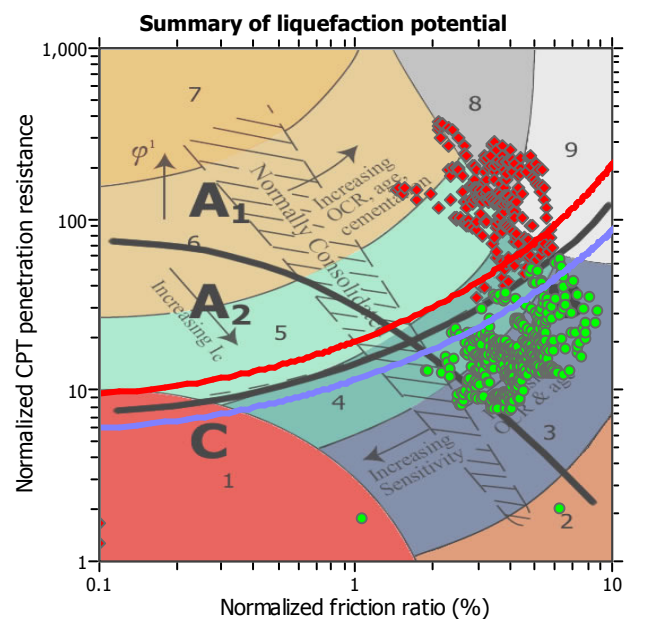 Summary of liquefaction potential
Normalized CPT penetration resistance
1,000
100
10
1
7
8
9
φ¹
A₁
6
Normally Consolidated
Increasing
OCR, age,
cementation
A₂
Increasing Ic
5
4
C
1
Increasing
Sensitivity
OCR & age
3
2
0.1
1
10
Normalized friction ratio (%)